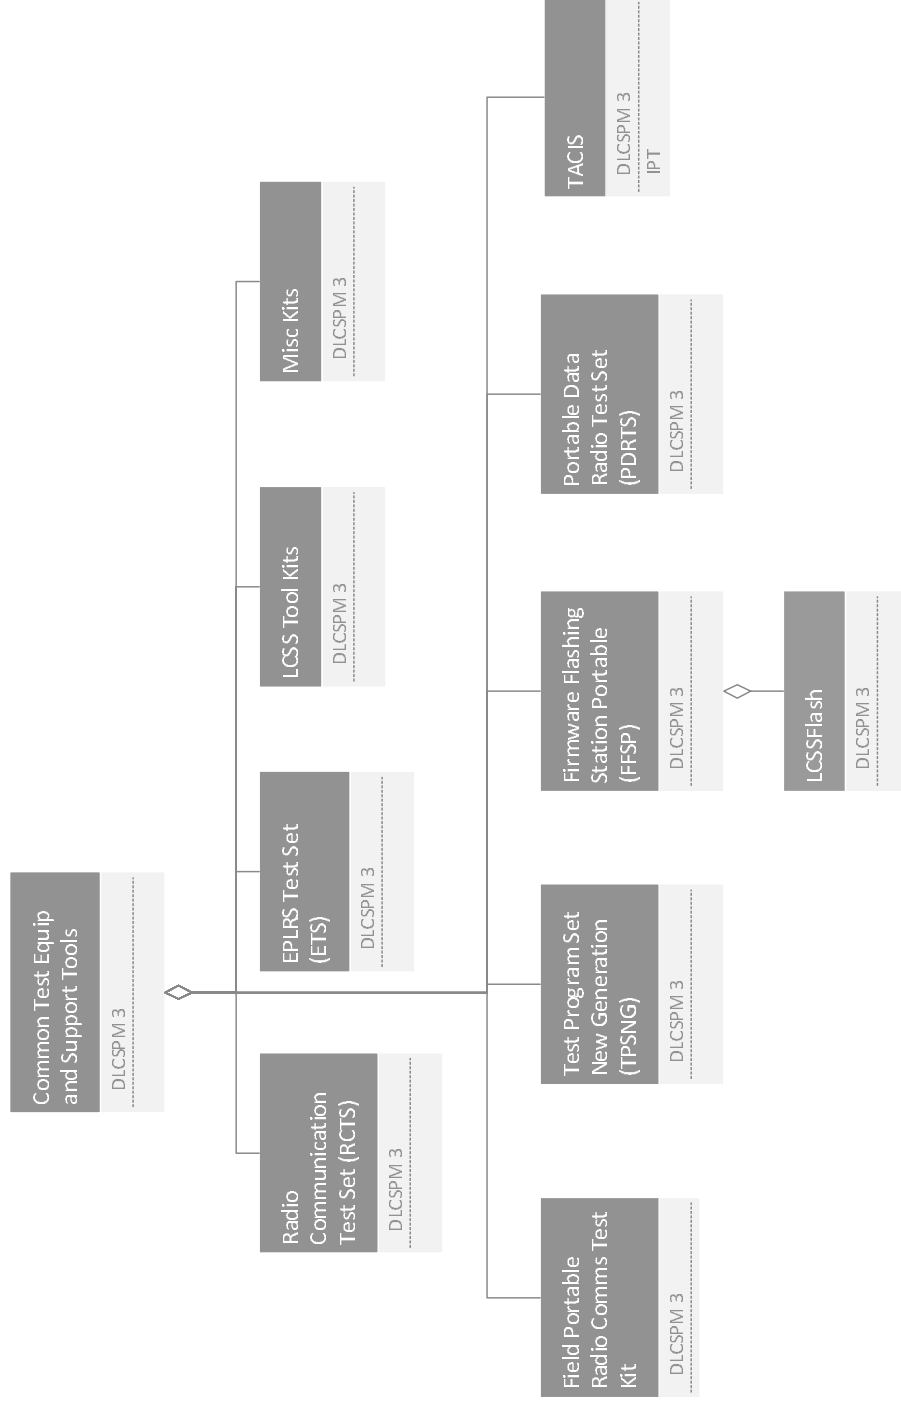 Common Test Equip
and Support Tools
DLCSPM 3
Radio
Communication
Test Set (RCTS)
DLCSPM 3
EPLRS Test Set
(ETS)
DLCSPM 3
LCSS Tool Kits
DLCSPM 3
Misc Kits
DLCSPM 3
Field Portable
Radio Comms Test
Kit
DLCSPM 3
Test Program Set
New Generation
(TPSNG)
DLCSPM 3
Firmware Flashing
Station Portable
(FFSP)
DLCSPM 3
Portable Data
Radio Test Set
(PDRTS)
DLCSPM 3
TACIS
DLCSPM 3
IPT
LCSSFlash
DLCSPM 3